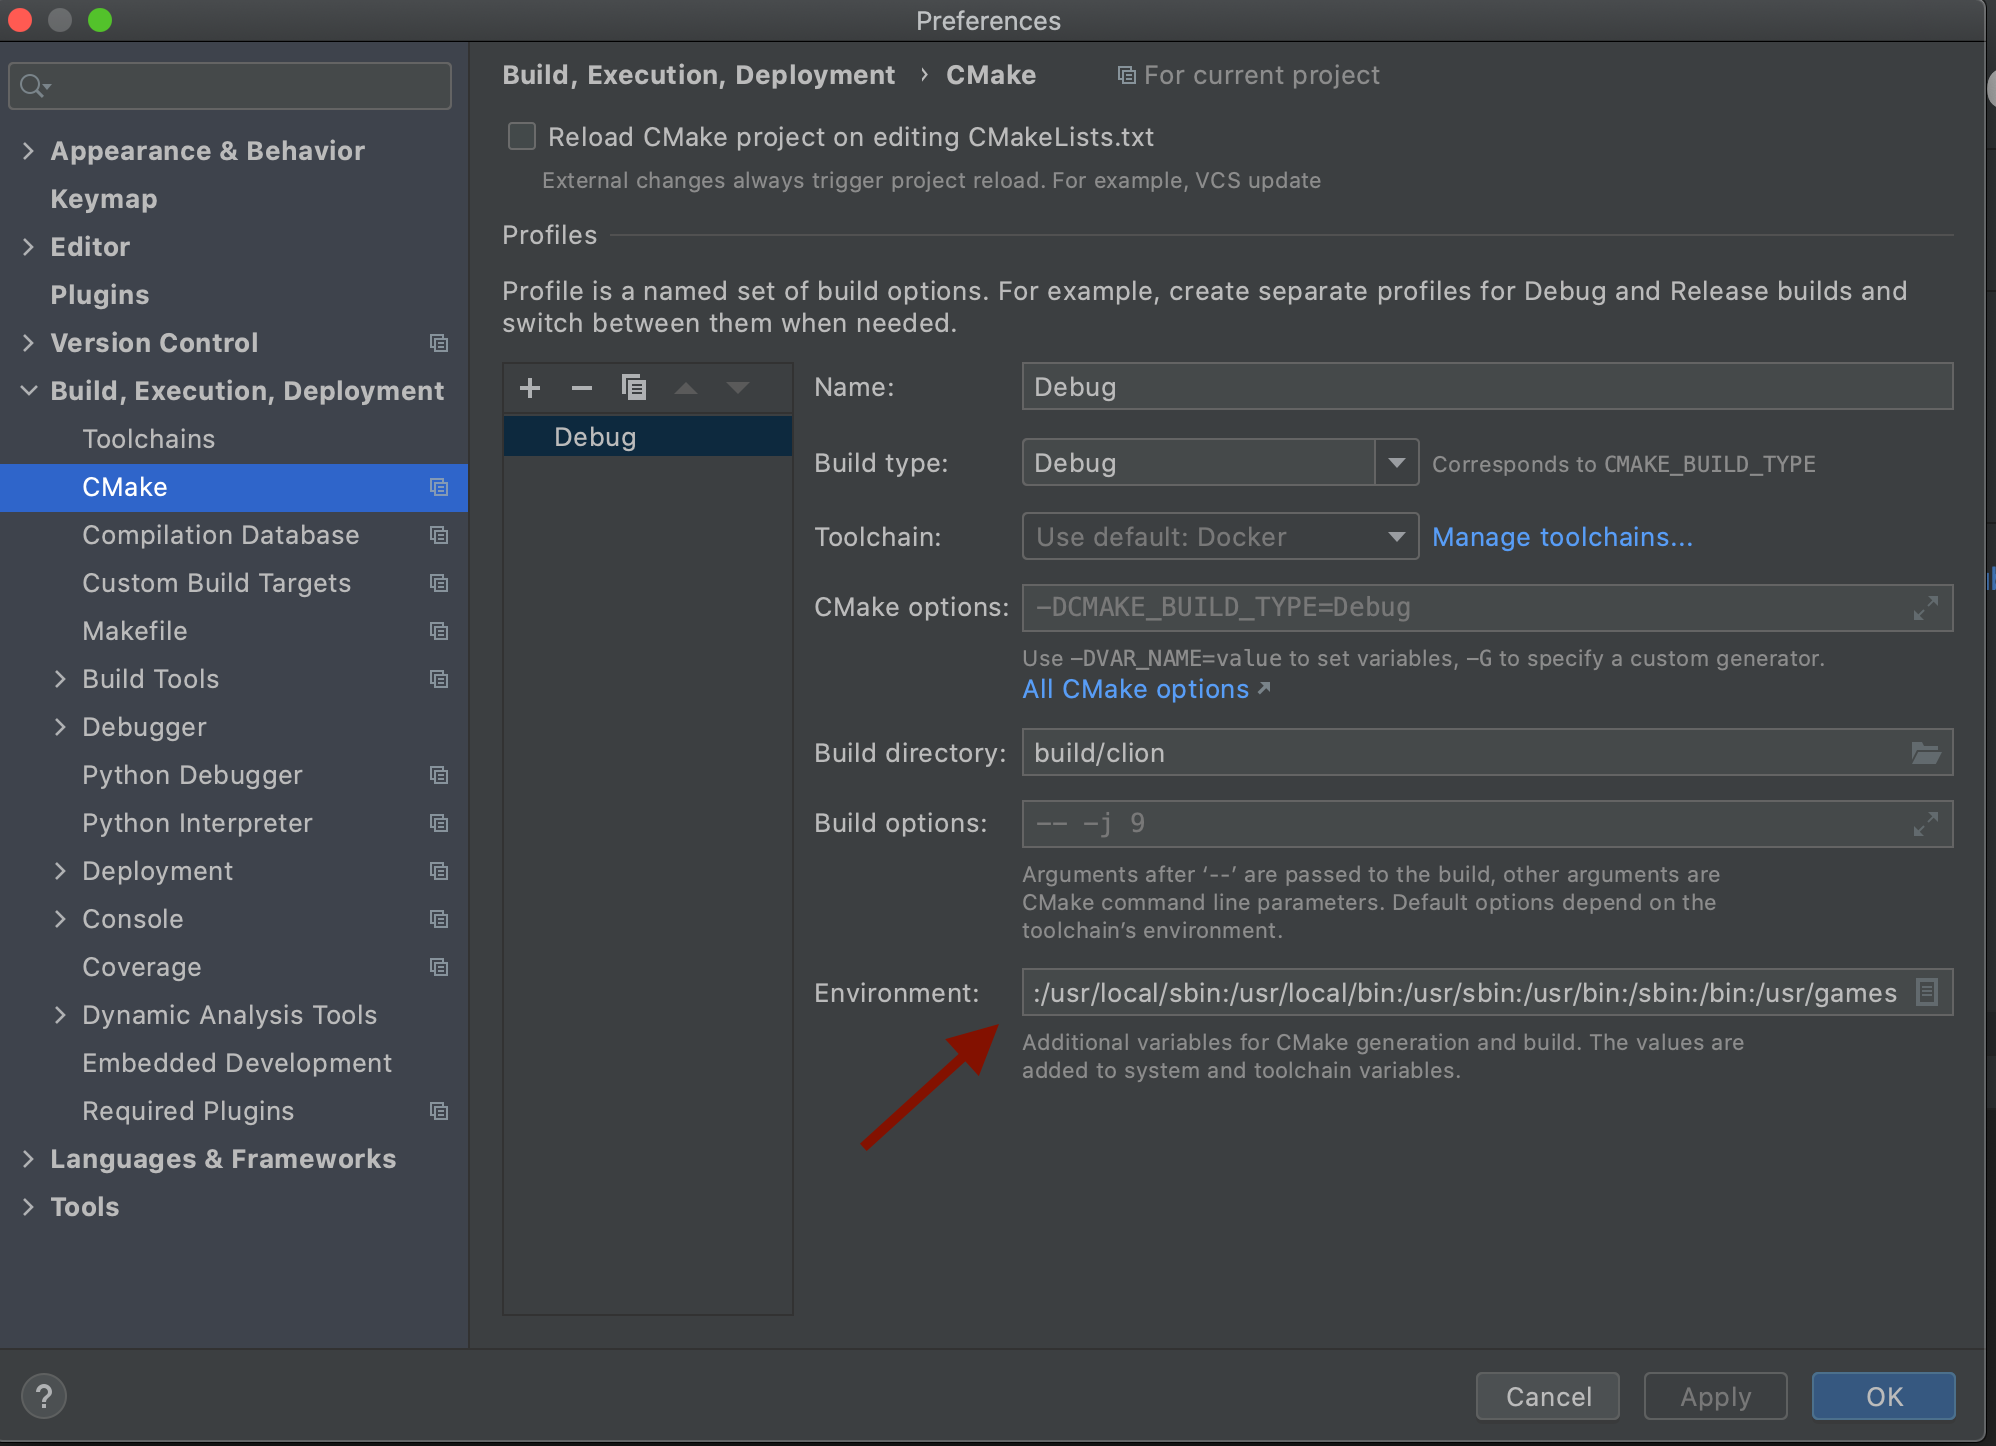 Preferences
Build, Execution, Deployment › CMake For current project
Reload CMake project on editing CMakeLists.txt
External changes always trigger project reload. For example, VCS update
Profiles
Profile is a named set of build options. For example, create separate profiles for Debug and Release builds and
switch between them when needed.
Appearance & Behavior
Keymap
Editor
Plugins
Version Control
Build, Execution, Deployment
Toolchains
CMake
Compilation Database
Custom Build Targets
Makefile
Build Tools
Debugger
Python Debugger
Python Interpreter
Deployment
Console
Coverage
Dynamic Analysis Tools
Embedded Development
Required Plugins
Languages & Frameworks
Tools
Debug
Name: Debug
Build type: Debug Corresponds to CMAKE_BUILD_TYPE
Toolchain: Use default: Docker Manage toolchains...
CMake options: -DCMAKE_BUILD_TYPE=Debug
Use -DVAR_NAME=value to set variables, -G to specify a custom generator.
All CMake options ↗
Build directory: build/clion
Build options: -- -j 9
Arguments after ‘--’ are passed to the build, other arguments are
CMake command line parameters. Default options depend on the
toolchain’s environment.
Environment: :/usr/local/sbin:/usr/local/bin:/usr/sbin:/usr/bin:/sbin:/bin:/usr/games
Additional variables for CMake generation and build. The values are
added to system and toolchain variables.
?
Cancel Apply OK